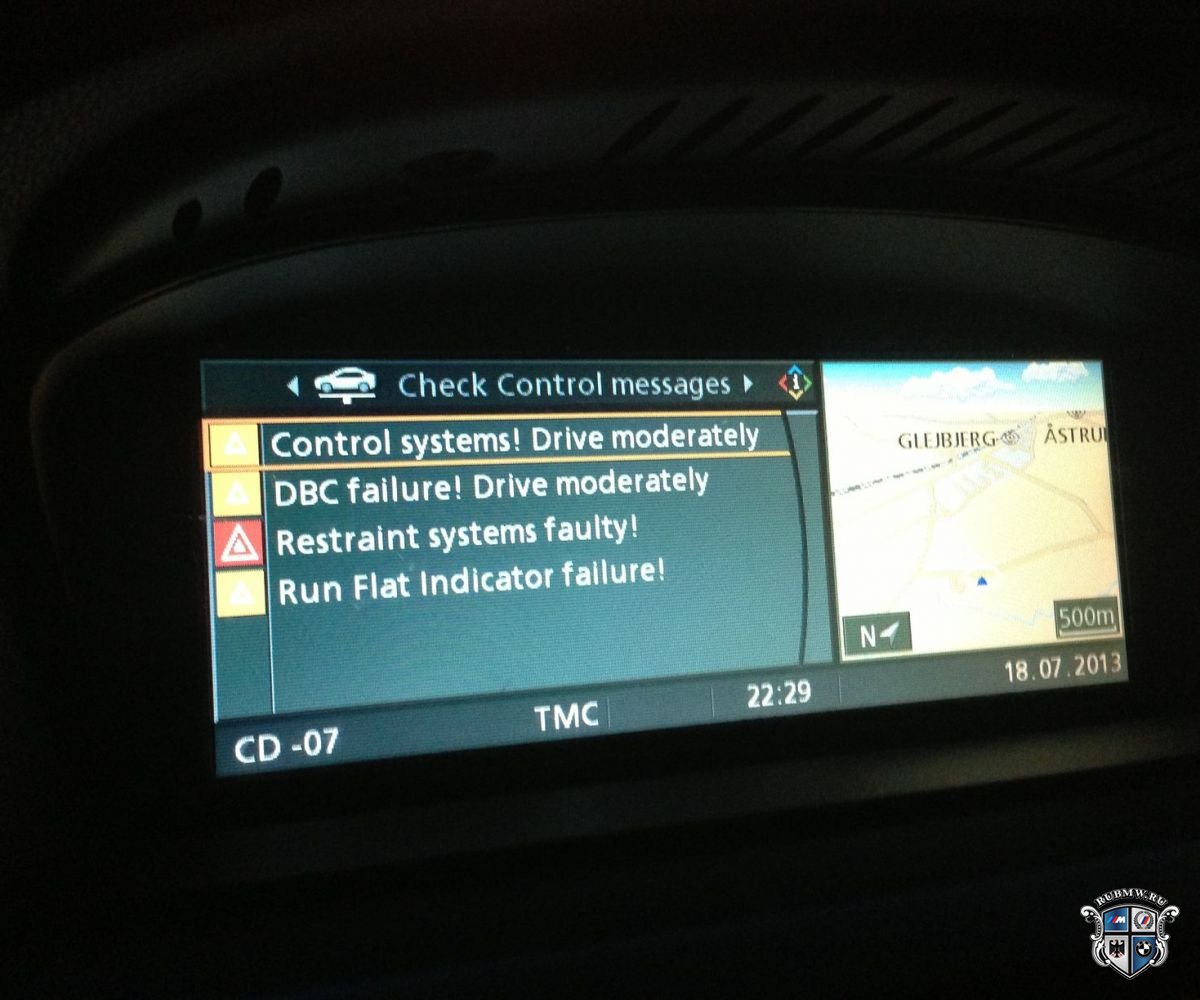 Check Control messages
Control systems! Drive moderately
DBC failure! Drive moderately
Restraint systems faulty!
Run Flat Indicator failure!
GLEJBJERG
ÅSTRU
N
500m
CD -07
TMC
22:29
18.07.2013
RUBMW.RU